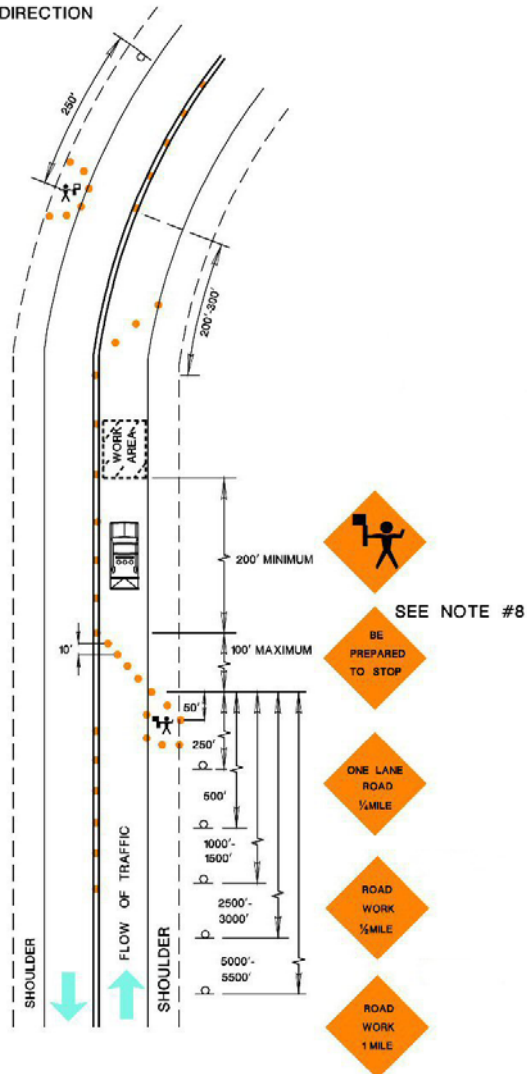 DIRECTION
250'
200'-300'
WORK
AREA
200' MINIMUM
SEE NOTE #8
BE
PREPARED
TO STOP
10'
100' MAXIMUM
50'
250'
500'
ONE LANE
ROAD
¼MILE
1000'-
1500'
FLOW OF TRAFFIC
2500'-
3000'
ROAD
WORK
½MILE
SHOULDER
SHOULDER
5000'-
5500'
ROAD
WORK
1 MILE